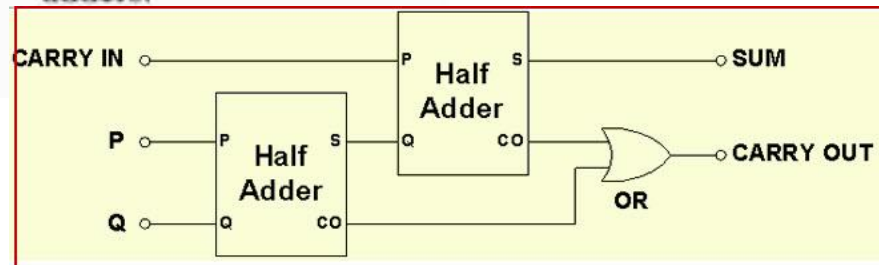 CARRY IN
P
S
Half
Adder
Q
CO
SUM
P
P
S
Half
Adder
Q
Q
CO
CARRY OUT
OR